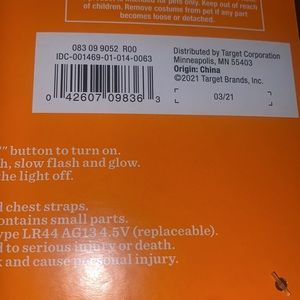 is intended for pets only. Keep out of reach
of children. Remove costume from pet if any part
becomes loose or detached.
083 09 9052 R00
IDC-001469-01-014-0063
0 42607 09836 3
Distributed by Target Corporation
Minneapolis, MN 55403
Origin: China
©2021 Target Brands, Inc.
03/21
" button to turn on.
h, slow flash and glow.
the light off.
d chest straps.
ontains small parts.
ype LR44 AG13 4.5V (replaceable).
d to serious injury or death.
k and cause personal injury.